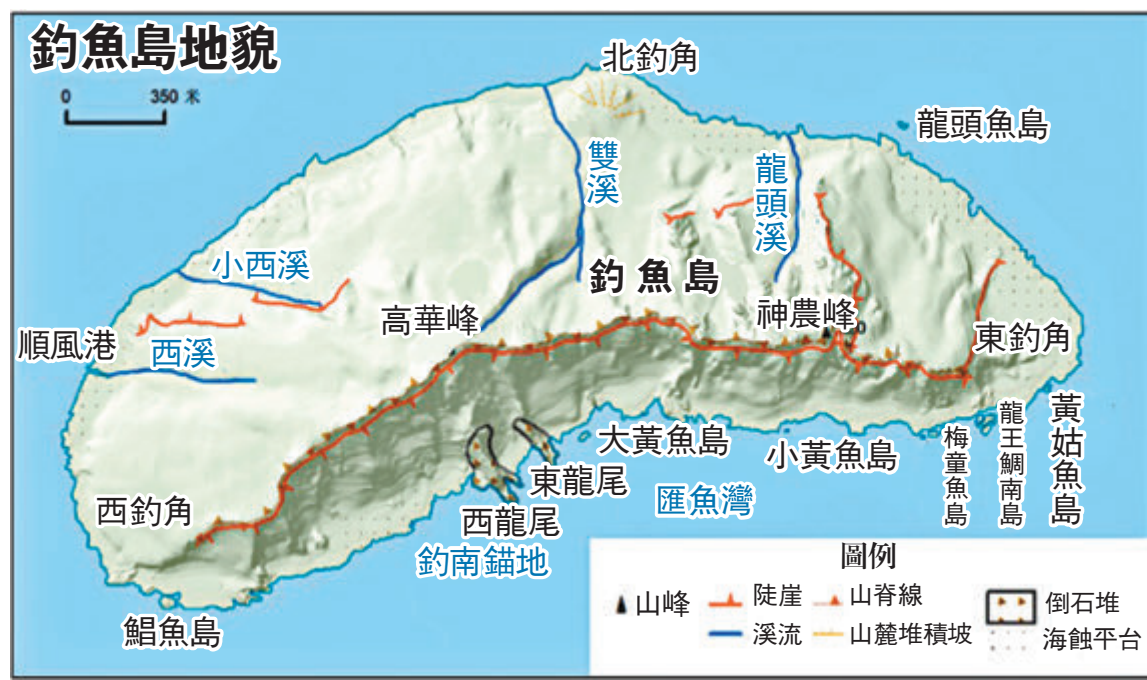 釣魚島地貌
0 350 米
北釣角
龍頭魚島
雙溪
龍頭溪
小西溪
釣魚島
高華峰
神農峰
順風港
西溪
東釣角
大黃魚島
小黃魚島
梅童魚島
龍王鯛南島
黃姑魚島
東龍尾
西釣角
西龍尾
匯魚灣
釣南錨地
鯧魚島
圖例
山峰 陡崖 山脊線 倒石堆
溪流 山麓堆積坡 海蝕平台